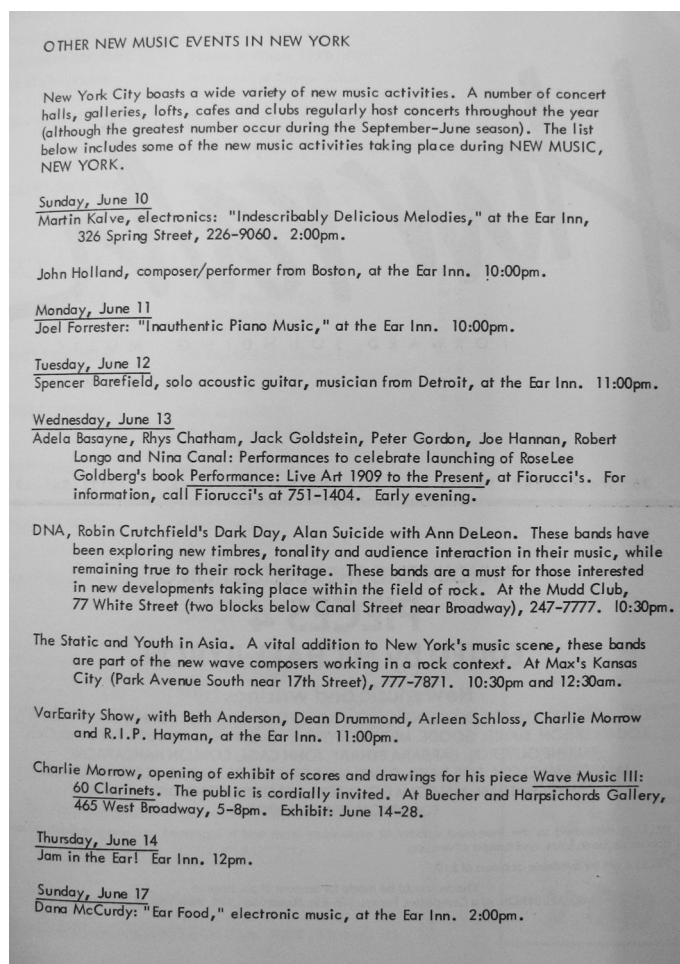 OTHER NEW MUSIC EVENTS IN NEW YORK
New York City boasts a wide variety of new music activities. A number of concert
halls, galleries, lofts, cafes and clubs regularly host concerts throughout the year
(although the greatest number occur during the September-June season). The list
below includes some of the new music activities taking place during NEW MUSIC,
NEW YORK.
Sunday, June 10
Martin Kalve, electronics: "Indescribably Delicious Melodies," at the Ear Inn,
326 Spring Street, 226-9060. 2:00pm.
John Holland, composer/performer from Boston, at the Ear Inn. 10:00pm.
Monday, June 11
Joel Forrester: "Inauthentic Piano Music," at the Ear Inn. 10:00pm.
Tuesday, June 12
Spencer Barefield, solo acoustic guitar, musician from Detroit, at the Ear Inn. 11:00pm.
Wednesday, June 13
Adela Basayne, Rhys Chatham, Jack Goldstein, Peter Gordon, Joe Hannan, Robert
Longo and Nina Canal: Performances to celebrate launching of RoseLee
Goldberg's book Performance: Live Art 1909 to the Present, at Fiorucci's. For
information, call Fiorucci's at 751-1404. Early evening.
DNA, Robin Crutchfield's Dark Day, Alan Suicide with Ann DeLeon. These bands have
been exploring new timbres, tonality and audience interaction in their music, while
remaining true to their rock heritage. These bands are a must for those interested
in new developments taking place within the field of rock. At the Mudd Club,
77 White Street (two blocks below Canal Street near Broadway), 247-7777. 10:30pm.
The Static and Youth in Asia. A vital addition to New York's music scene, these bands
are part of the new wave composers working in a rock context. At Max's Kansas
City (Park Avenue South near 17th Street), 777-7871. 10:30pm and 12:30am.
VarEarity Show, with Beth Anderson, Dean Drummond, Arleen Schloss, Charlie Morrow
and R.I.P. Hayman, at the Ear Inn. 11:00pm.
Charlie Morrow, opening of exhibit of scores and drawings for his piece Wave Music III:
60 Clarinets. The public is cordially invited. At Buecher and Harpsichords Gallery,
465 West Broadway, 5-8pm. Exhibit: June 14-28.
Thursday, June 14
Jam in the Ear! Ear Inn. 12pm.
Sunday, June 17
Dana McCurdy: "Ear Food," electronic music, at the Ear Inn. 2:00pm.